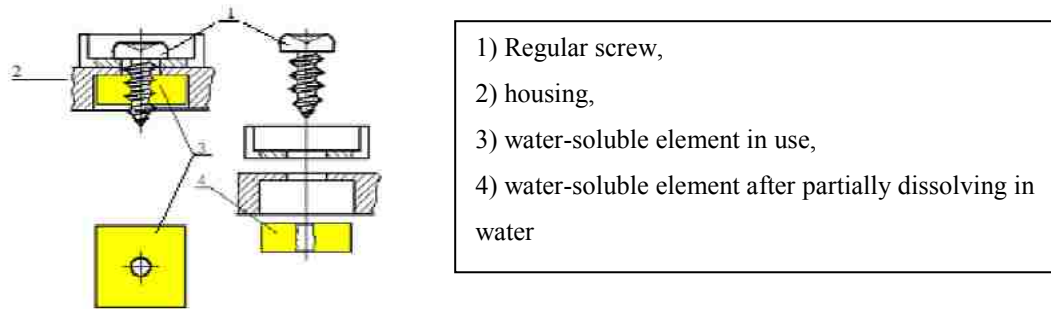 1
2
3
4
1) Regular screw,
2) housing,
3) water-soluble element in use,
4) water-soluble element after partially dissolving in
water